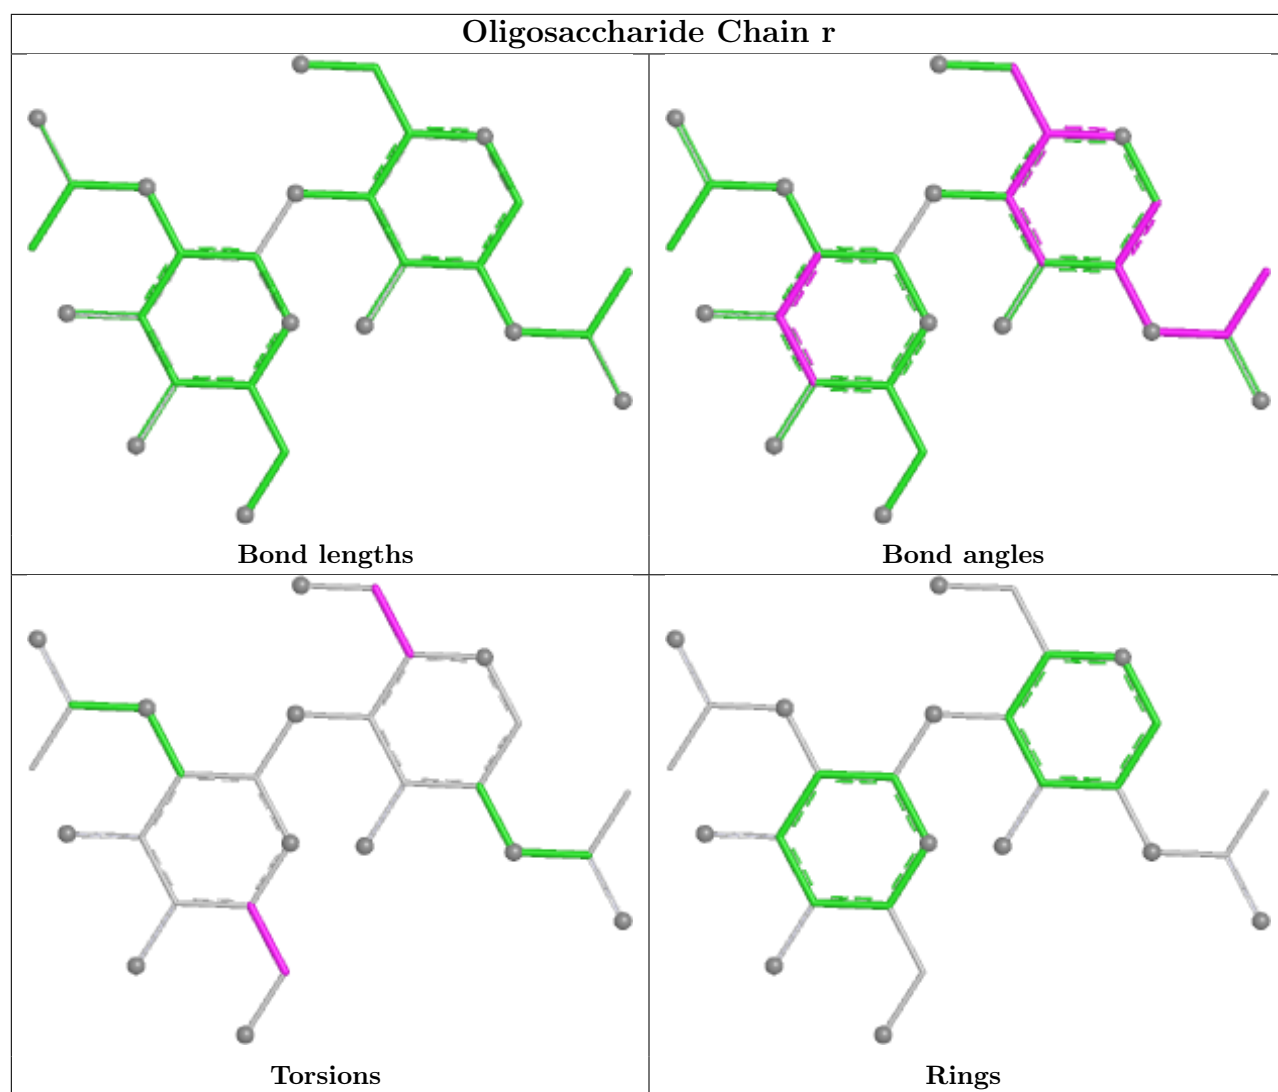 Oligosaccharide Chain r
Bond lengths
Bond angles
Torsions
Rings